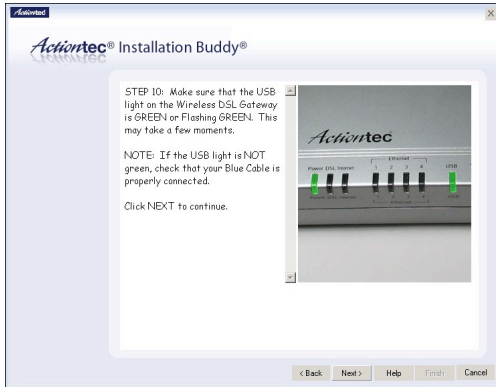 Actiontec
X
Actiontec® Installation Buddy®
STEP 10: Make sure that the USB
light on the Wireless DSL Gateway
is GREEN or Flashing GREEN. This
may take a few moments.
NOTE: If the USB light is NOT
green, check that your Blue Cable is
properly connected.
Click NEXT to continue.
Actiontec
Ethernet
Power DSL Internet 1 2 3 4 USB
< Back Next > Help Finish Cancel